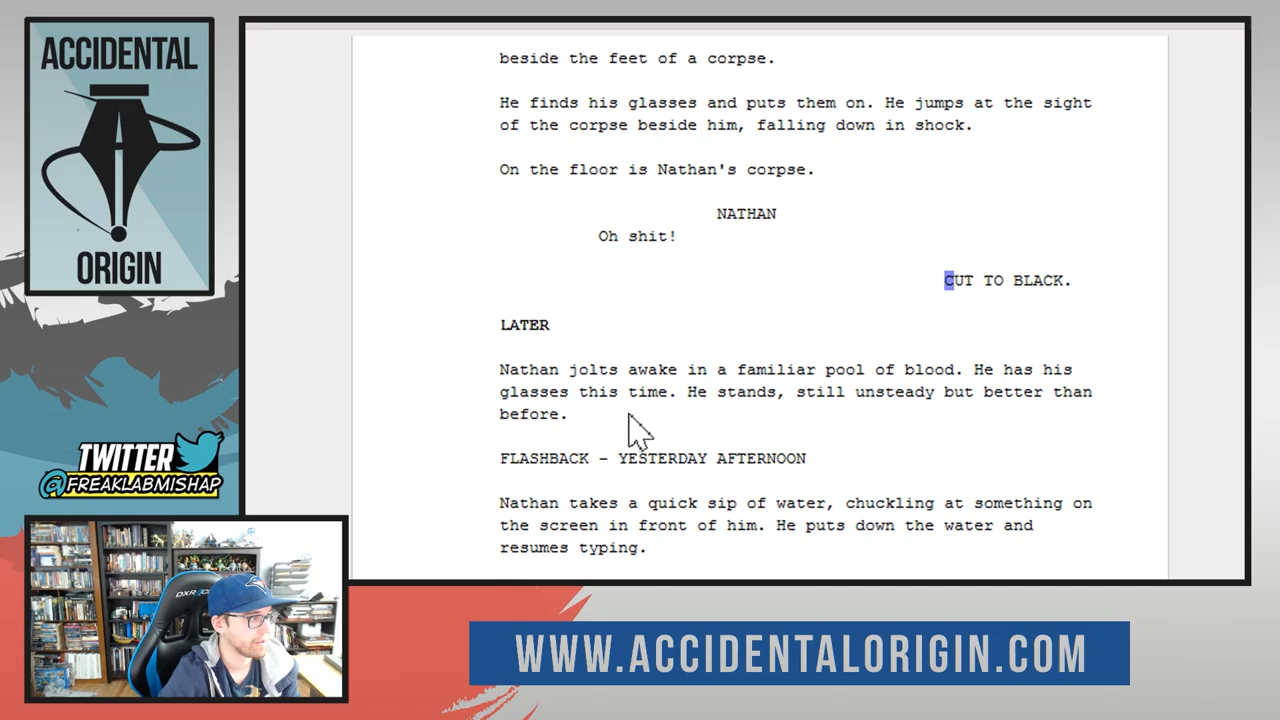 ACCIDENTAL
ORIGIN
beside the feet of a corpse.
He finds his glasses and puts them on. He jumps at the sight
of the corpse beside him, falling down in shock.
On the floor is Nathan's corpse.
NATHAN
Oh shit!
CUT TO BLACK.
LATER
Nathan jolts awake in a familiar pool of blood. He has his
glasses this time. He stands, still unsteady but better than
before.
FLASHBACK – YESTERDAY AFTERNOON
Nathan takes a quick sip of water, chuckling at something on
the screen in front of him. He puts down the water and
resumes typing.
TWITTER
@FREAKLABMISHAP
WWW.ACCIDENTALORIGIN.COM